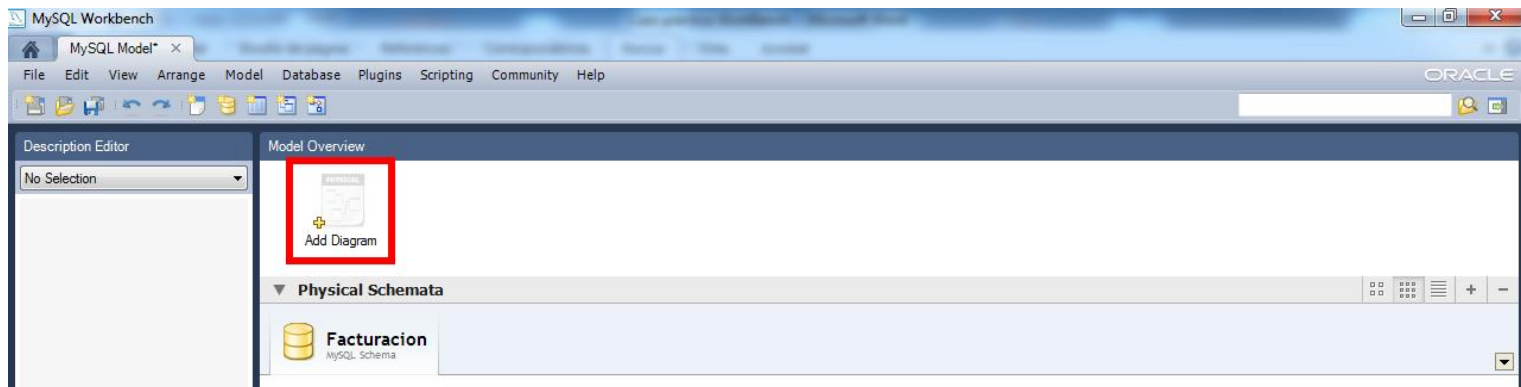 MySQL Workbench
MySQL Model* ×
File Edit View Arrange Model Database Plugins Scripting Community Help
ORACLE
Description Editor
Model Overview
No Selection
PHYSICAL
Add Diagram
Physical Schemata
Facturacion
MySQL Schema